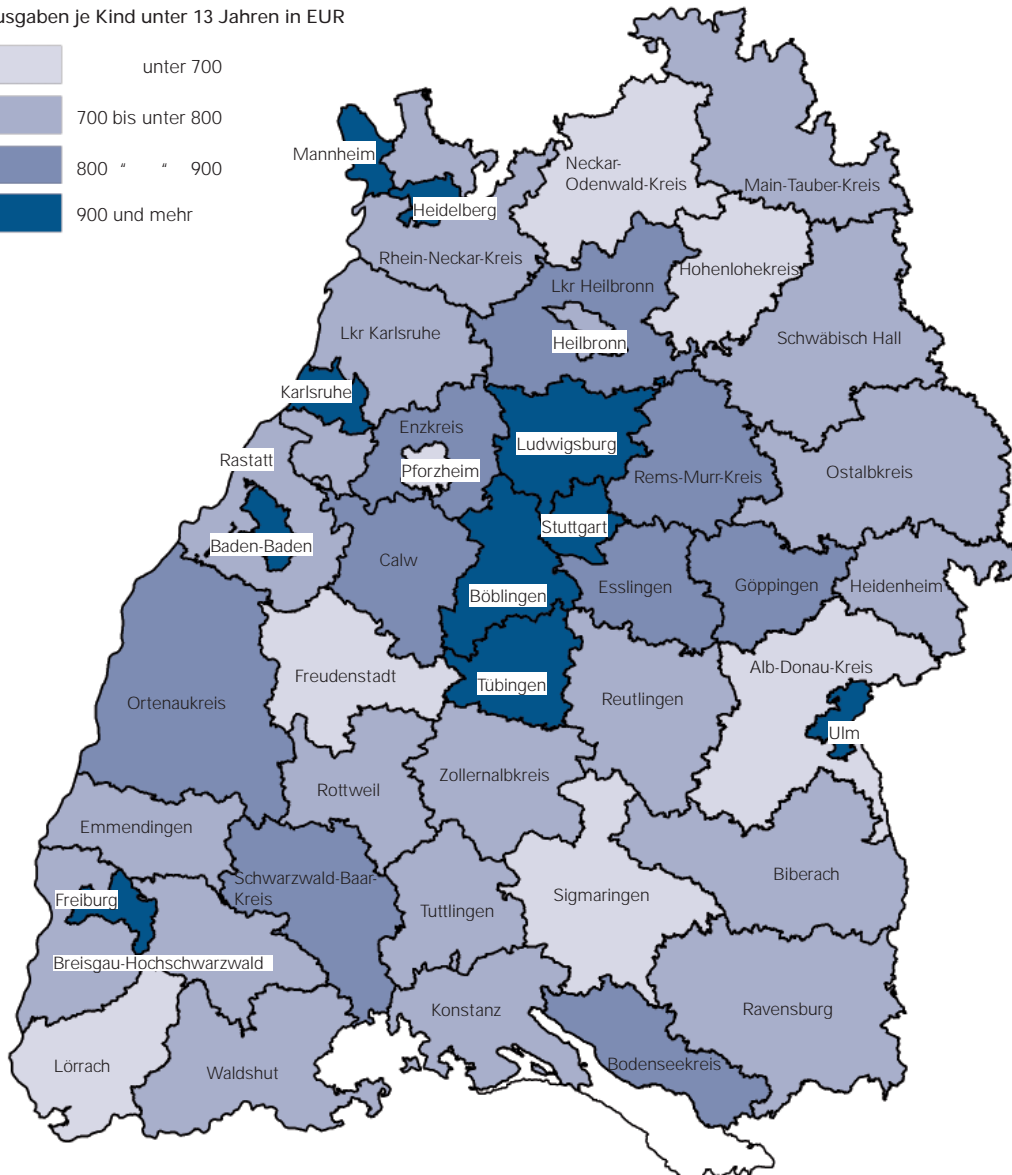 usgaben je Kind unter 13 Jahren in EUR
unter 700
700 bis unter 800
800 “ “ 900
900 und mehr
Mannheim
Neckar-
Odenwald-Kreis
Main-Tauber-Kreis
Heidelberg
Rhein-Neckar-Kreis
Hohenlohekreis
Lkr Heilbronn
Lkr Karlsruhe
Heilbronn
Schwäbisch Hall
Karlsruhe
Enzkreis
Ludwigsburg
Rastatt
Pforzheim
Rems-Murr-Kreis
Ostalbkreis
Stuttgart
Baden-Baden
Calw
Böblingen
Esslingen
Göppingen
Heidenheim
Freudenstadt
Tübingen
Alb-Donau-Kreis
Ortenaukreis
Reutlingen
Ulm
Rottweil
Zollernalbkreis
Emmendingen
Schwarzwald-Baar-
Kreis
Biberach
Freiburg
Tuttlingen
Sigmaringen
Breisgau-Hochschwarzwald
Konstanz
Ravensburg
Lörrach
Waldshut
Bodenseekreis